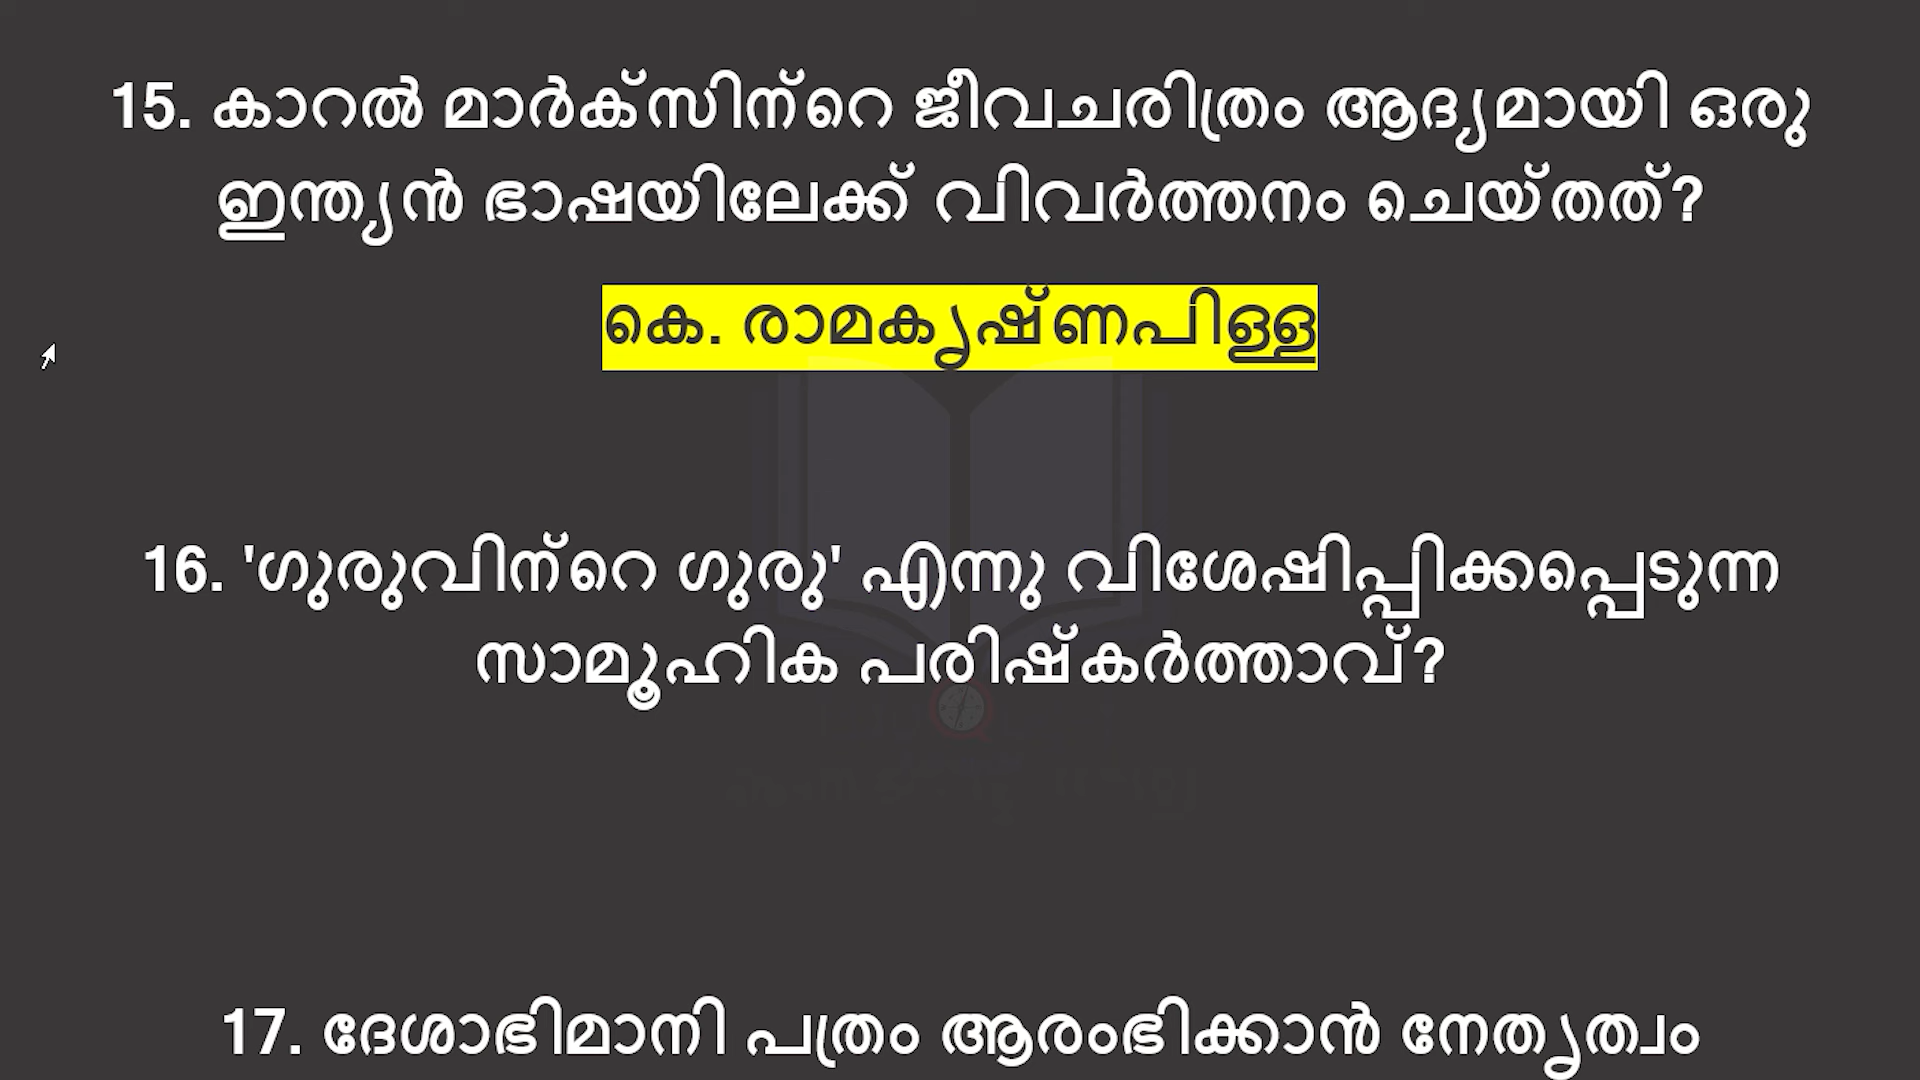 15. കാറൽ മാർക്സിന്റെ ജീവചരിത്രം ആദ്യമായി ഒരു
ഇന്ത്യൻ ഭാഷയിലേക്ക് വിവർത്തനം ചെയ്തത്?
കെ. രാമകൃഷ്ണപിള്ള
16. 'ഗുരുവിന്റെ ഗുരു' എന്നു വിശേഷിപ്പിക്കപ്പെടുന്ന
സാമൂഹിക പരിഷ്കർത്താവ്?
17. ദേശാഭിമാനി പത്രം ആരംഭിക്കാൻ നേതൃത്വം